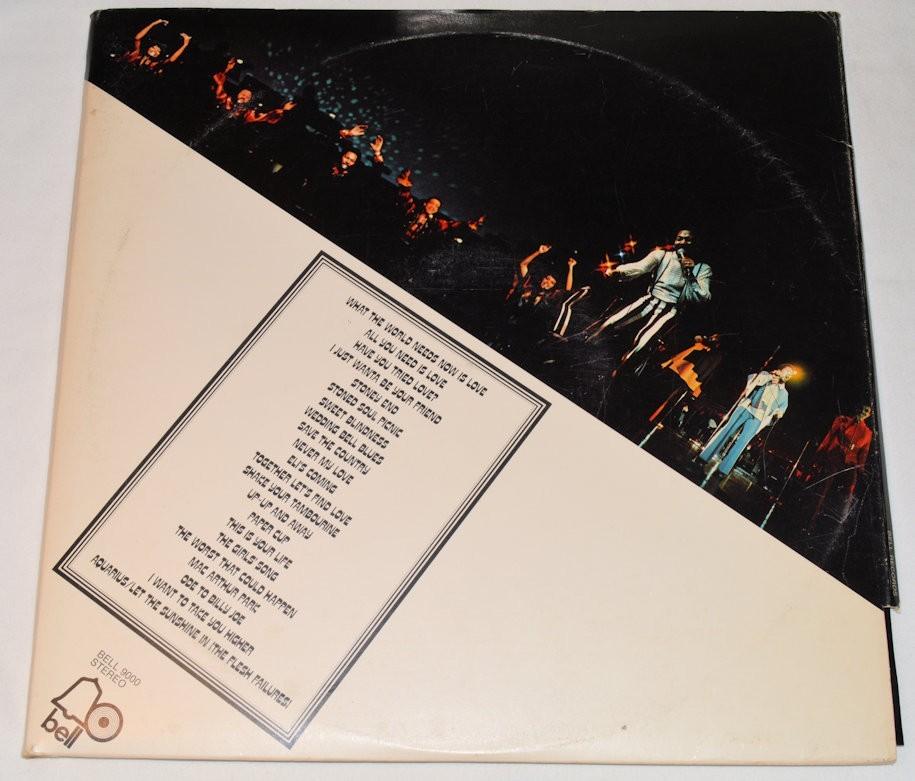 WHAT THE WORLD NEEDS NOW IS LOVE
ALL YOU NEED IS LOVE
HAVE YOU TRIED LOVE?
I JUST WANTA BE YOUR FRIEND
STONEY END
STONED SOUL PICNIC
SWEET BLINDNESS
WEDDING BELL BLUES
SAVE THE COUNTRY
NEVER MY LOVE
ELI'S COMING
TOGETHER LET'S FIND LOVE
SHAKE YOUR TAMBOURINE
UP-UP AND AWAY
PAPER CUP
THIS IS YOUR LIFE
THE GIRLS' SONG
THE WORST THAT COULD HAPPEN
MAC ARTHUR PARK
ODE TO BILLY JOE
I WANT TO TAKE YOU HIGHER
AQUARIUS/LET THE SUNSHINE IN (THE FLESH FAILURES)
BELL 9000
STEREO
bell